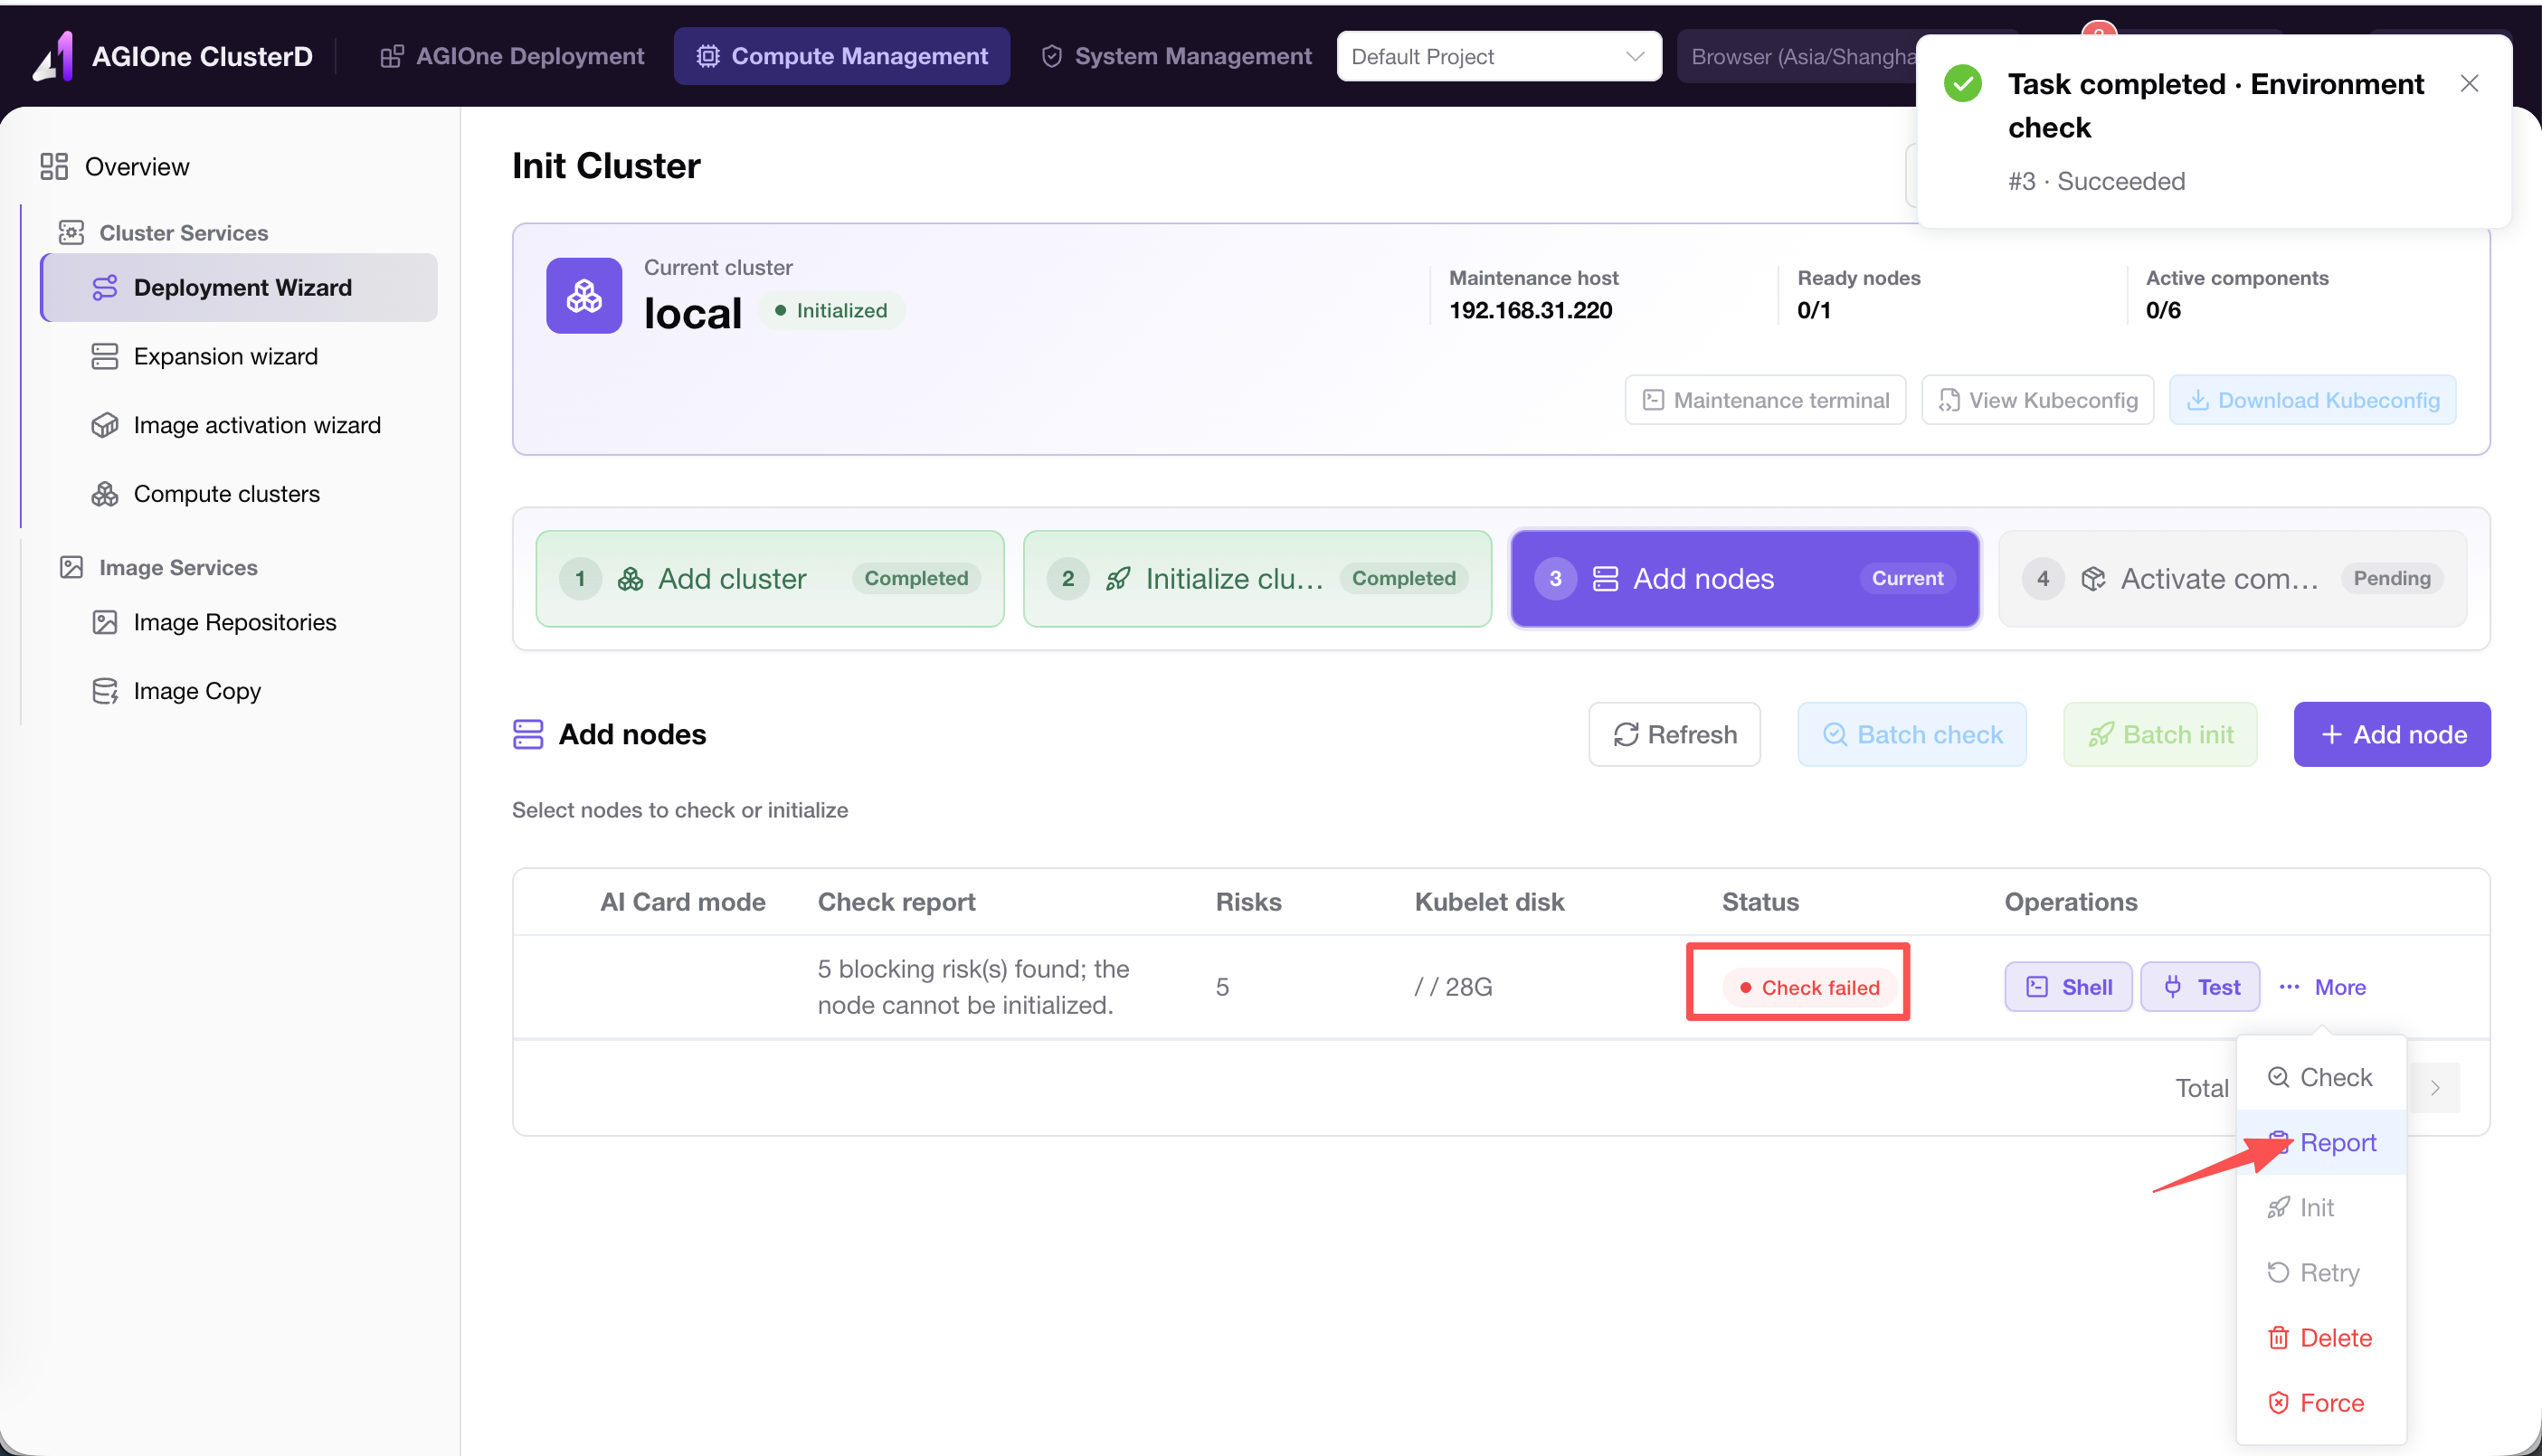 AGIOne ClusterD
AGIOne Deployment
Compute Management
System Management
Default Project
Browser (Asia/Shangha
Task completed · Environment
check
#3 · Succeeded
Overview
Cluster Services
Deployment Wizard
Expansion wizard
Image activation wizard
Compute clusters
Image Services
Image Repositories
Image Copy
Init Cluster
Current cluster
local
Initialized
Maintenance host
192.168.31.220
Ready nodes
0/1
Active components
0/6
Maintenance terminal
View Kubeconfig
Download Kubeconfig
1 Add cluster Completed
2 Initialize clu... Completed
3 Add nodes Current
4 Activate com... Pending
Add nodes
Refresh
Batch check
Batch init
+ Add node
Select nodes to check or initialize
AI Card mode Check report Risks Kubelet disk Status Operations
5 blocking risk(s) found; the
node cannot be initialized.
5
/ / 28G
Check failed
Shell
Test
··· More
Total
Check
Report
Init
Retry
Delete
Force